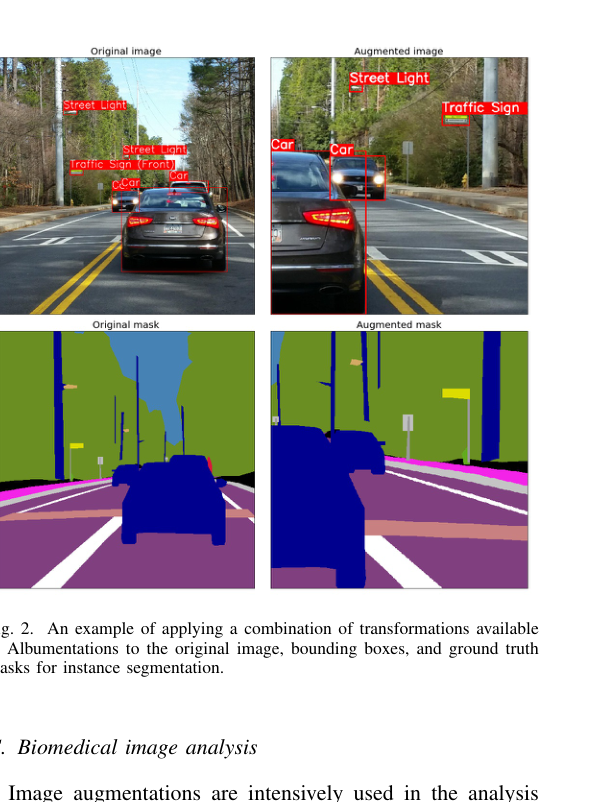 Original image
Augmented image
Street Light
Street Light
Traffic Sign (Front)
Car
Car
Street Light
Traffic Sign
Car
Car
Original mask
Augmented mask
g. 2. An example of applying a combination of transformations available
Albumentations to the original image, bounding boxes, and ground truth
asks for instance segmentation.
. Biomedical image analysis
Image augmentations are intensively used in the analysis